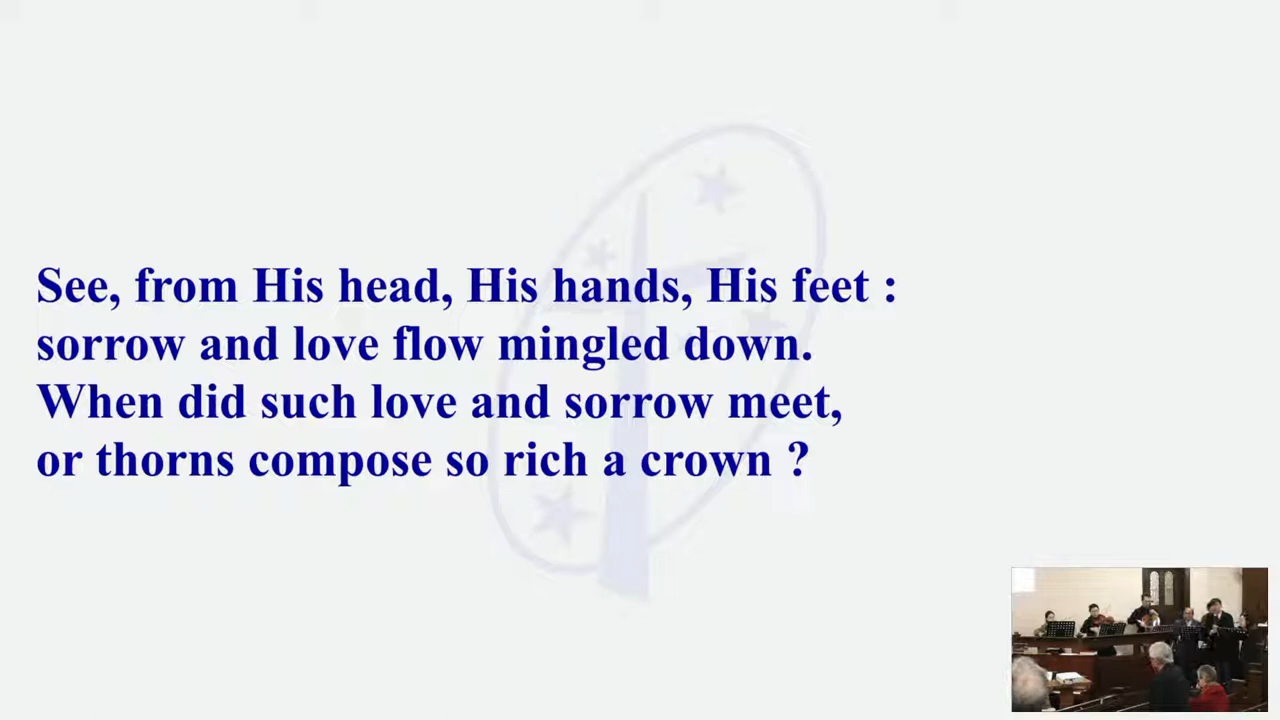 See, from His head, His hands, His feet :
sorrow and love flow mingled down.
When did such love and sorrow meet,
or thorns compose so rich a crown ?